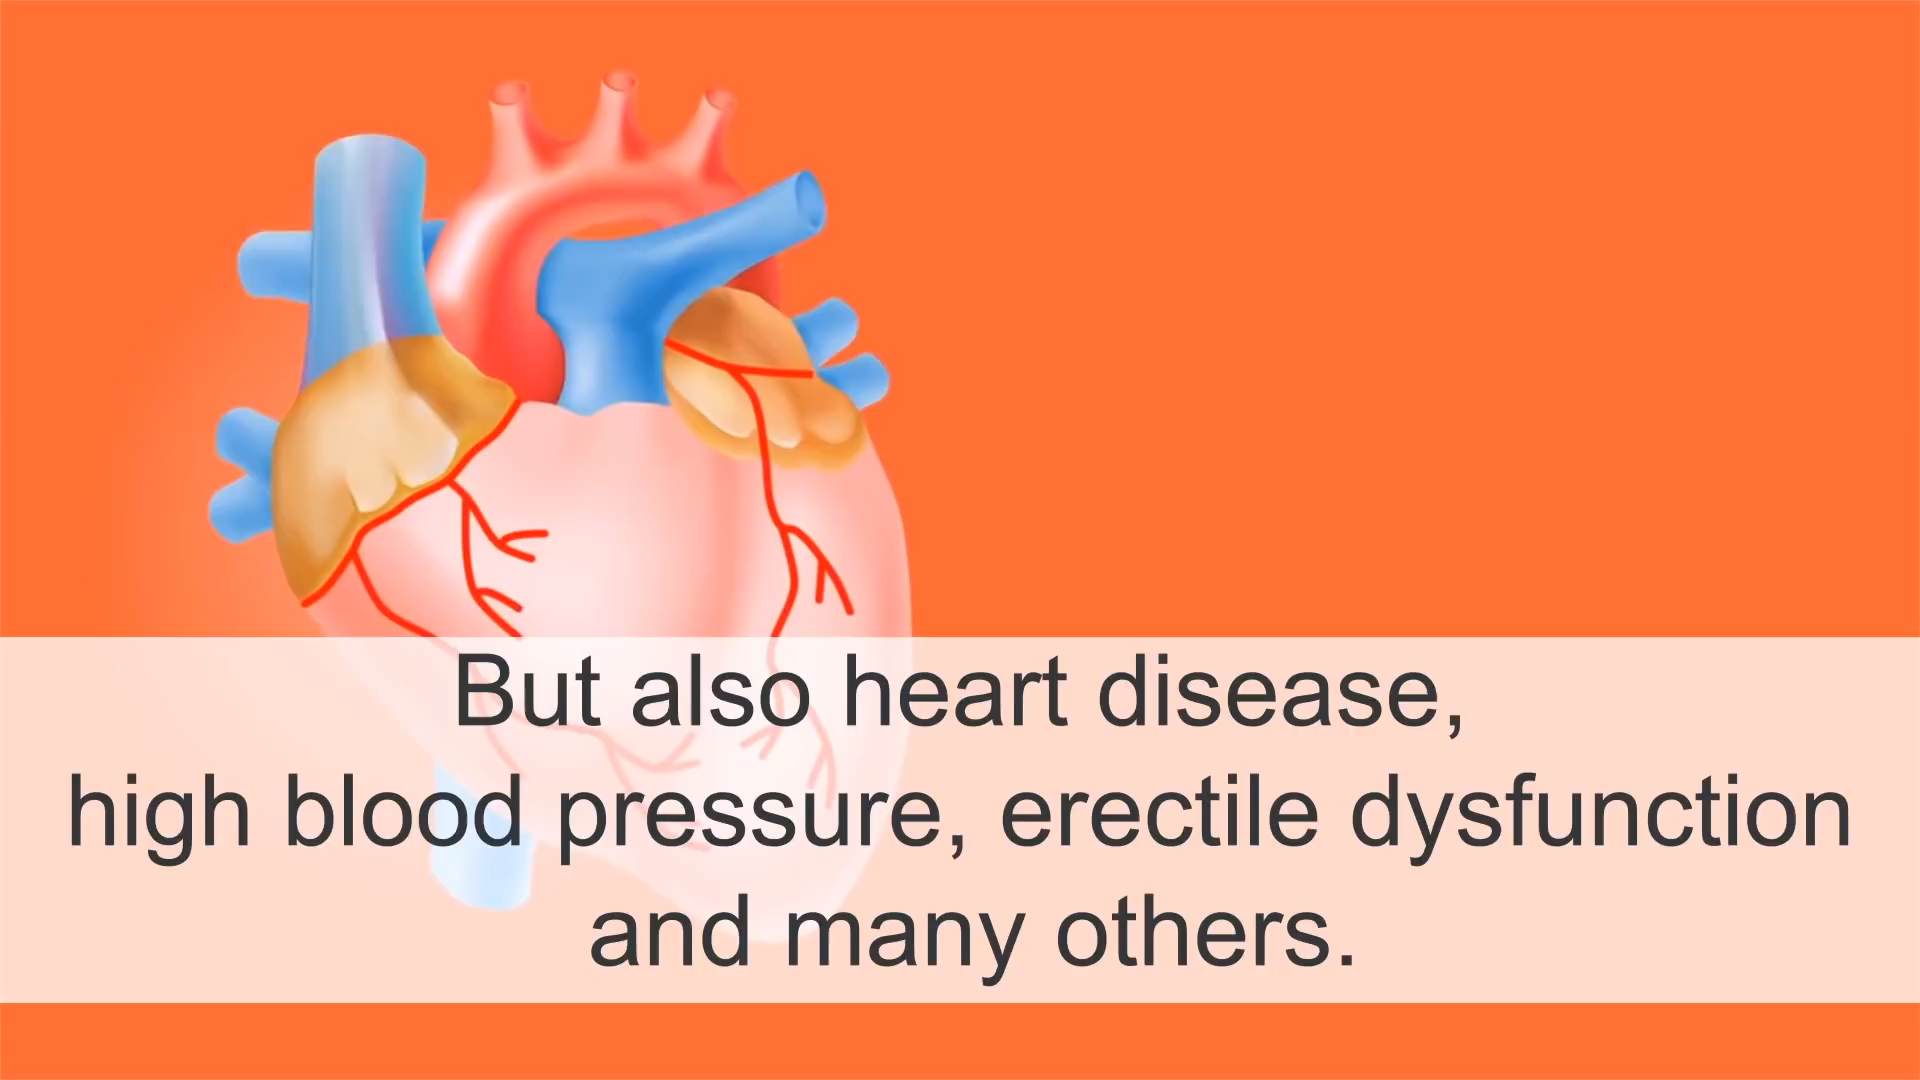 But also heart disease,
high blood pressure, erectile dysfunction
and many others.